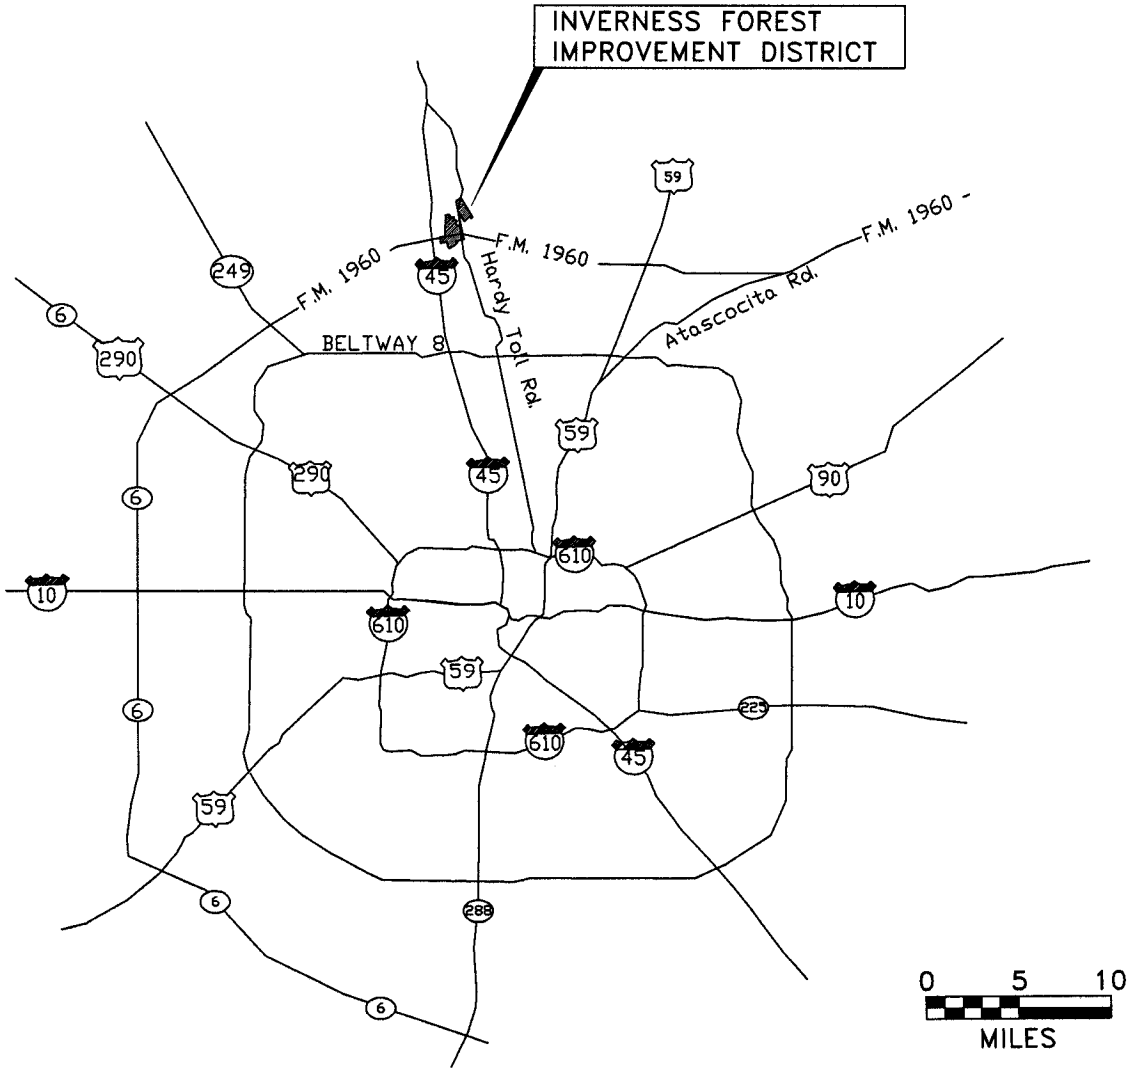 INVERNESS FOREST
IMPROVEMENT DISTRICT
59
F.M. 1960 -
F.M. 1960
F.M. 1960
249
45
Hardy Toll Rd.
Atascocita Rd.
6
290
BELTWAY 8
59
290
45
90
6
610
10
10
610
59
6
225
610
45
59
6
288
6
0 5 10
MILES